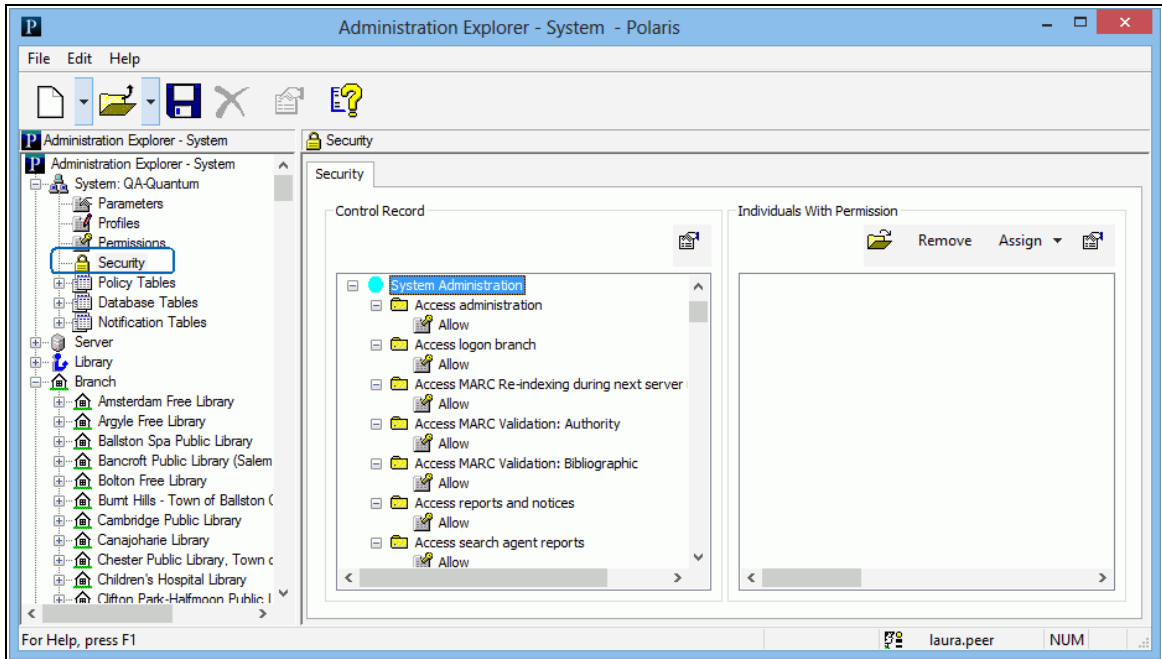 P
Administration Explorer - System - Polaris
File Edit Help
P Administration Explorer - System
Security
P Administration Explorer - System
System: QA-Quantum
Parameters
Profiles
Permissions
Security
Policy Tables
Database Tables
Notification Tables
Server
Library
Branch
Amsterdam Free Library
Argyle Free Library
Ballston Spa Public Library
Bancroft Public Library (Salem
Bolton Free Library
Burnt Hills - Town of Ballston C
Cambridge Public Library
Canajoharie Library
Chester Public Library, Town c
Children's Hospital Library
Clifton Park-Halfmoon Public L
Security
Control Record
System Administration
Access administration
Allow
Access logon branch
Allow
Access MARC Re-indexing during next server
Allow
Access MARC Validation: Authority
Allow
Access MARC Validation: Bibliographic
Allow
Access reports and notices
Allow
Access search agent reports
Allow
Individuals With Permission
Remove Assign
For Help, press F1
laura.peer NUM